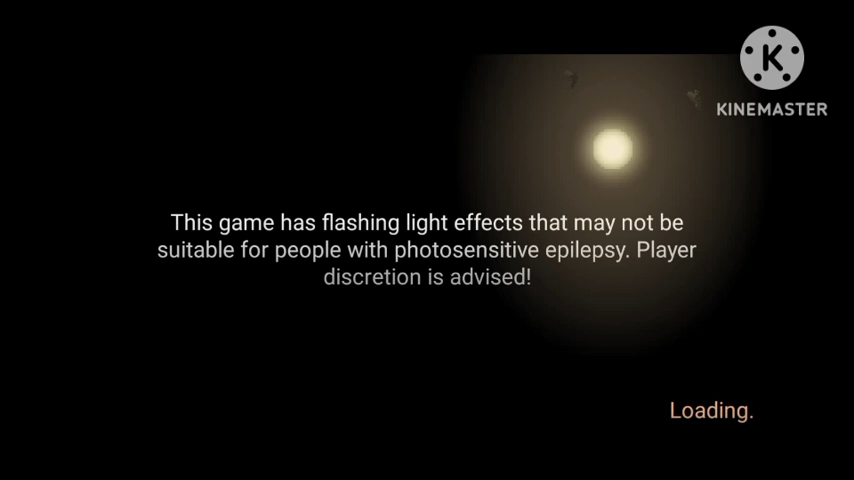 K
KINEMASTER
This game has flashing light effects that may not be
suitable for people with photosensitive epilepsy. Player
discretion is advised!
Loading.